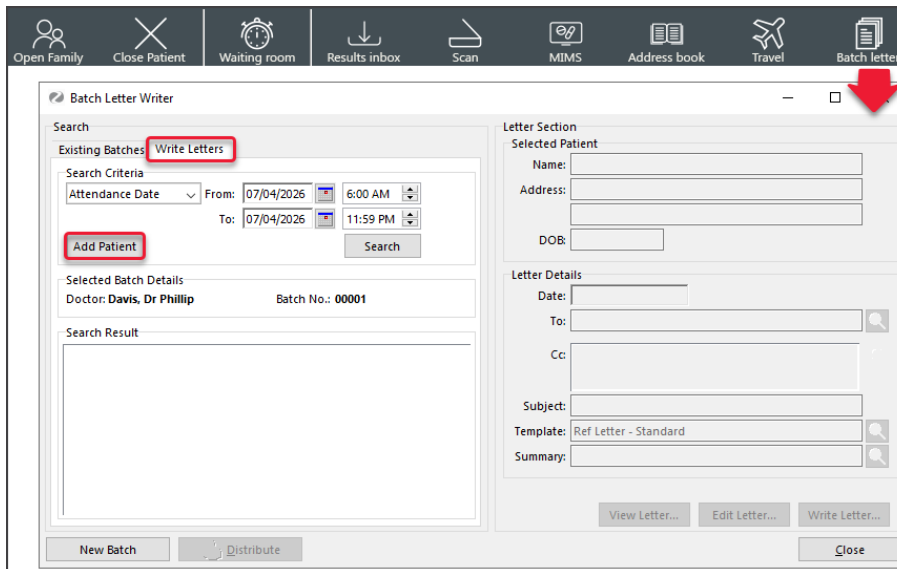 Open Family Close Patient Waiting room Results inbox Scan MIMS Address book Travel Batch letter
Batch Letter Writer
Search
Existing Batches Write Letters
Search Criteria
Attendance Date From: 07/04/2026 6:00 AM
To: 07/04/2026 11:59 PM
Add Patient Search
Selected Batch Details
Doctor: Davis, Dr Phillip Batch No.: 00001
Search Result
New Batch Distribute
Letter Section
Selected Patient
Name:
Address:
DOB:
Letter Details
Date:
To:
Cc:
Subject:
Template: Ref Letter - Standard
Summary:
View Letter... Edit Letter... Write Letter...
Close